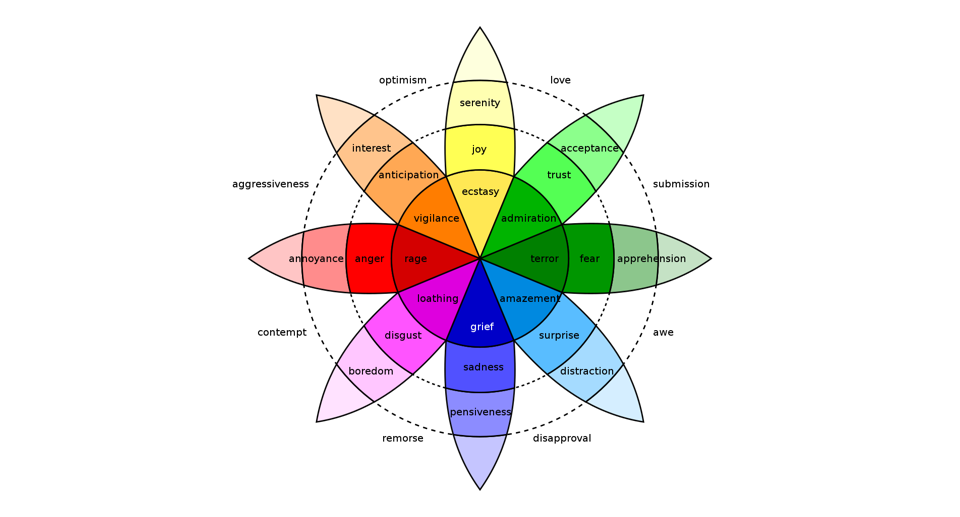 optimism
love
serenity
interest
joy
acceptance
anticipation
trust
aggressiveness
submission
ecstasy
vigilance
admiration
annoyance
anger
rage
terror
fear
apprehension
loathing
amazement
grief
contempt
awe
disgust
surprise
sadness
boredom
distraction
pensiveness
remorse
disapproval